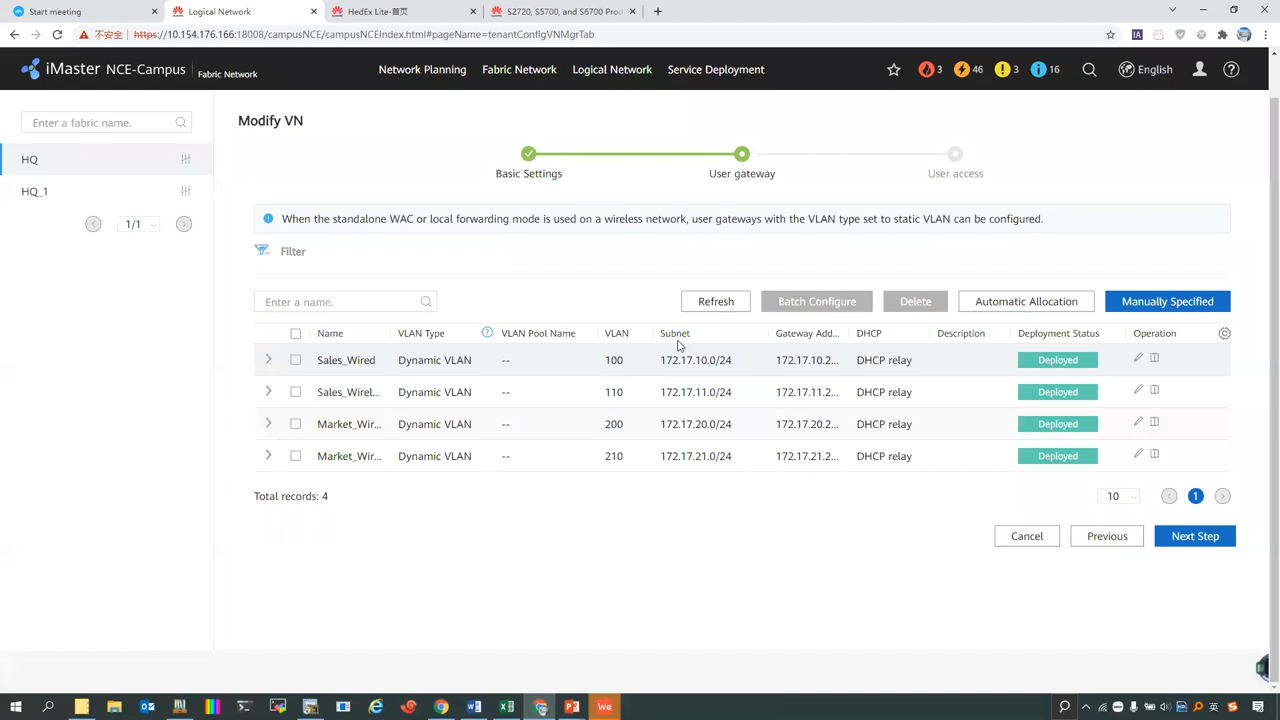 Start meeting
Logical Network
HedEx Lite-首页
S2720, S5700, and S6700 Prod
不安全
https://10.154.176.166:18008/campusNCE/campusNCEIndex.html#pageName=tenantConfigVNMgrTab
iMaster NCE-Campus Fabric Network
Network Planning Fabric Network Logical Network Service Deployment
3 46 3 16 English
Enter a fabric name.
HQ
HQ_1
1/1
Modify VN
Basic Settings User gateway User access
When the standalone WAC or local forwarding mode is used on a wireless network, user gateways with the VLAN type set to static VLAN can be configured.
Filter
Enter a name. Refresh Batch Configure Delete Automatic Allocation Manually Specified
Name VLAN Type VLAN Pool Name VLAN Subnet Gateway Add... DHCP Description Deployment Status Operation
Sales_Wired Dynamic VLAN -- 100 172.17.10.0/24 172.17.10.2... DHCP relay Deployed
Sales_Wirel... Dynamic VLAN -- 110 172.17.11.0/24 172.17.11.2... DHCP relay Deployed
Market_Wir... Dynamic VLAN -- 200 172.17.20.0/24 172.17.20.2... DHCP relay Deployed
Market_Wir... Dynamic VLAN -- 210 172.17.21.0/24 172.17.21.2... DHCP relay Deployed
Total records: 4
10 1
Cancel Previous Next Step
We
英